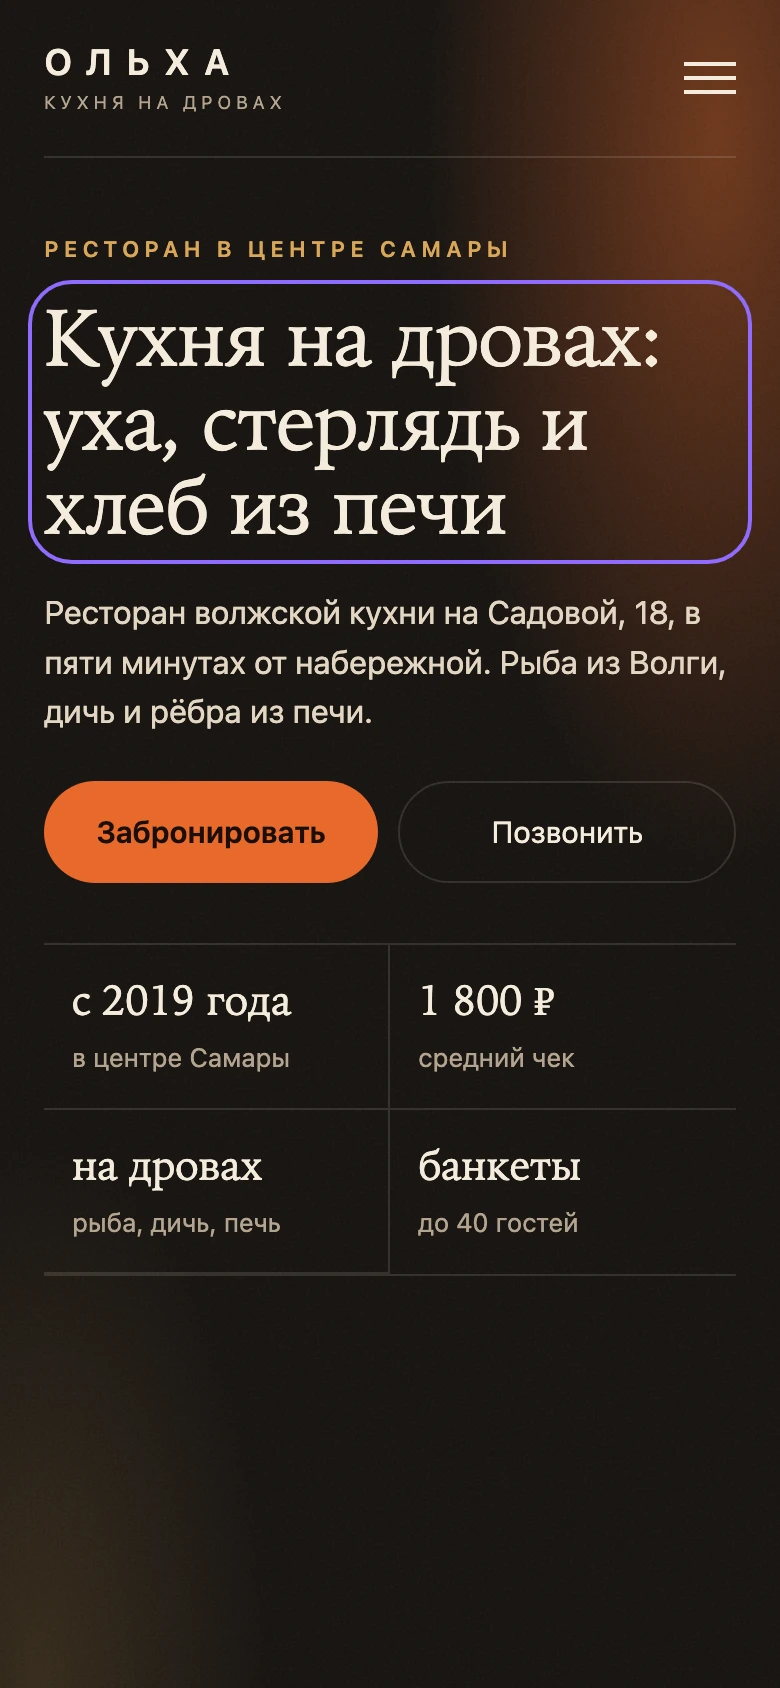 ОЛЬХА
КУХНЯ НА ДРОВАХ
РЕСТОРАН В ЦЕНТРЕ САМАРЫ
Кухня на дровах:
уха, стерлядь и
хлеб из печи
Ресторан волжской кухни на Садовой, 18, в
пяти минутах от набережной. Рыба из Волги,
дичь и рёбра из печи.
Забронировать
Позвонить
с 2019 года
в центре Самары
1 800 ₽
средний чек
на дровах
рыба, дичь, печь
банкеты
до 40 гостей